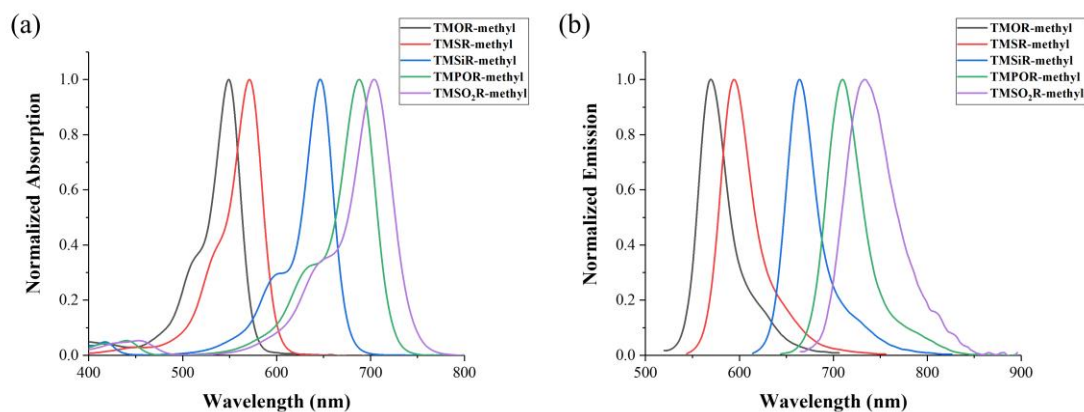 (a)
TMOR-methyl
TMSR-methyl
TMSiR-methyl
TMPOR-methyl
TMSO₂R-methyl
Normalized Absorption
1.0
0.8
0.6
0.4
0.2
0.0
400 500 600 700 800
Wavelength (nm)
(b)
TMOR-methyl
TMSR-methyl
TMSiR-methyl
TMPOR-methyl
TMSO₂R-methyl
Normalized Emission
1.0
0.8
0.6
0.4
0.2
0.0
500 600 700 800 900
Wavelength (nm)